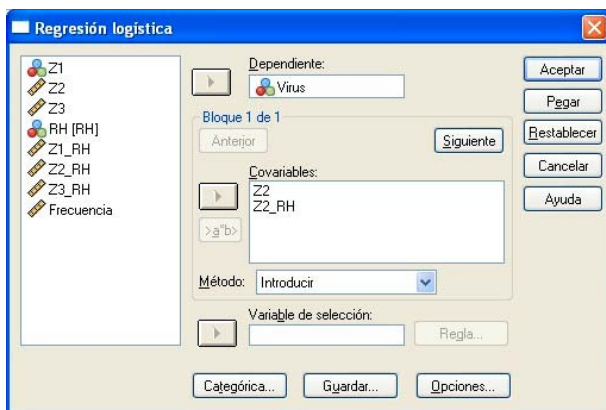 Regresión logística
Z1
Z2
Z3
RH [RH]
Z1_RH
Z2_RH
Z3_RH
Frecuencia
Dependiente:
Virus
Bloque 1 de 1
Anterior
Siguiente
Covariables:
Z2
Z2_RH
>a*b>
Método:
Introducir
Variable de selección:
Regla...
Categórica...
Guardar...
Opciones...
Aceptar
Pegar
Restablecer
Cancelar
Ayuda